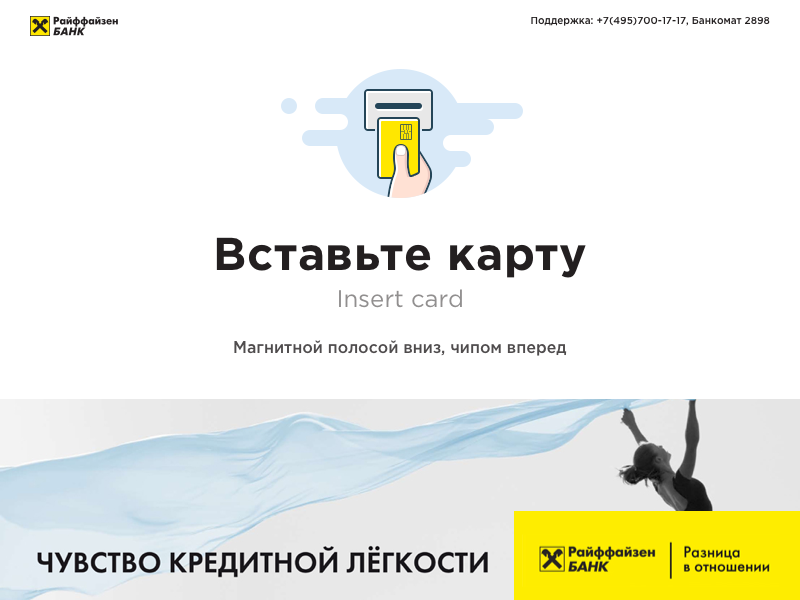 Райффайзен
БАНК
Поддержка: +7(495)700-17-17, Банкомат 2898
Вставьте карту
Insert card
Магнитной полосой вниз, чипом вперед
ЧУВСТВО КРЕДИТНОЙ ЛЁГКОСТИ
Райффайзен
БАНК
Разница
в отношении